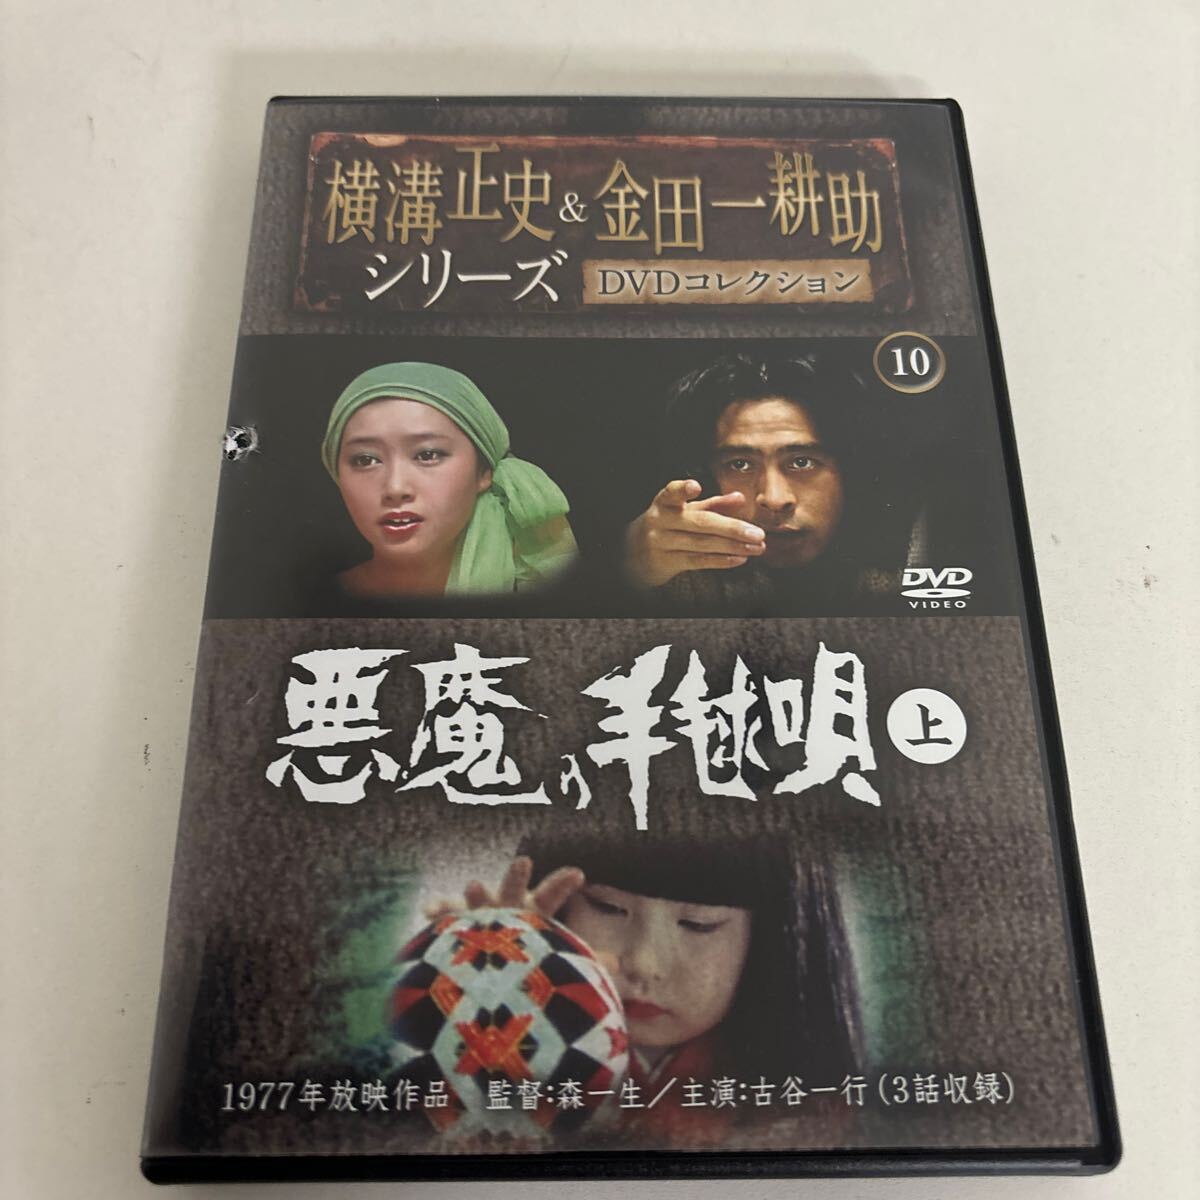 横溝正史&金田一耕助
シリーズ DVDコレクション
10
DVD
VIDEO
悪魔の手毬唄 上
1977年放映作品 監督:森一生/主演:古谷一行(3話収録)